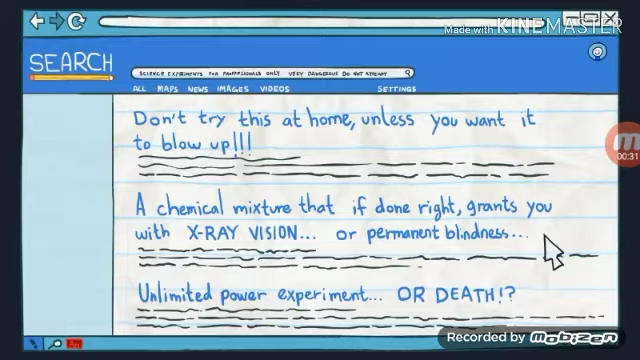 Made with KINEMASTER
SEARCH
SCIENCE EXPERIMENTS FOR PROFESSIONALS ONLY VERY DANGEROUS DO NOT ATTEMPT
ALL MAPS NEWS IMAGES VIDEOS SETTINGS
00:31
Don't try this at home, unless you want it
to blow up!!!
A chemical mixture that if done right, grants you
with X-RAY VISION... or permanent blindness...
Unlimited power experiment... OR DEATH!?
Recorded by Mobizen